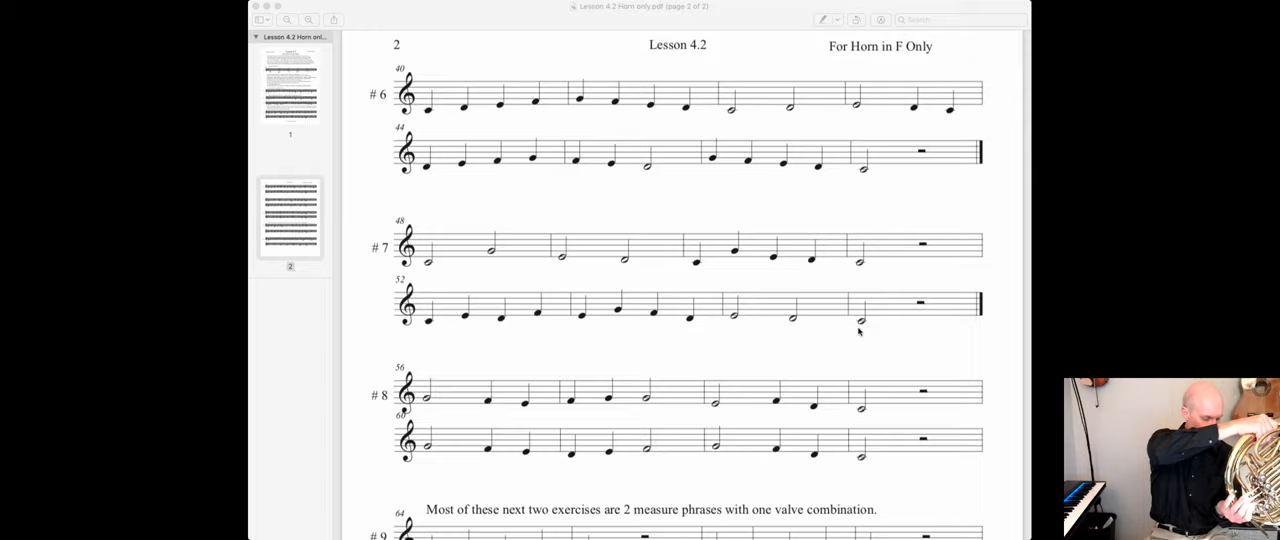 Lesson 4.2 Horn only.pdf (page 2 of 2)
Search
Lesson 4.2 Horn onl...
1
2
2
Lesson 4.2
For Horn in F Only
40
# 6
44
48
# 7
52
56
# 8
60
Most of these next two exercises are 2 measure phrases with one valve combination.
64
# 9